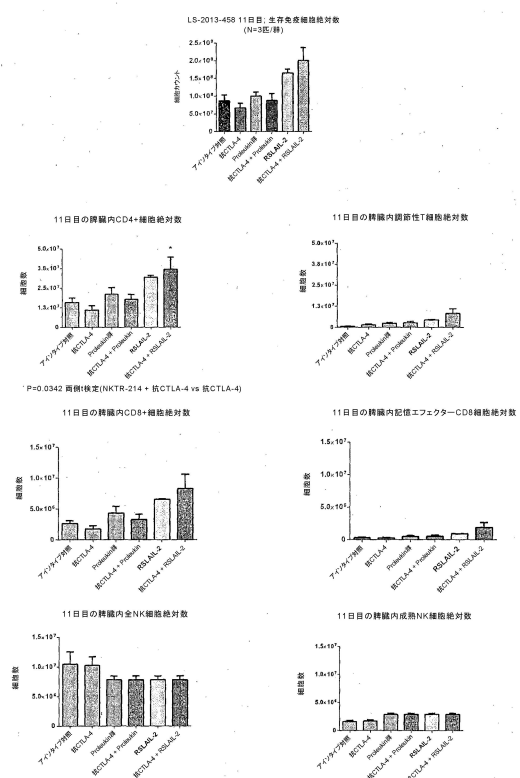 LS-2013-458 11日目; 生存免疫細胞絶対数
(N=3匹/群)
細胞カウント
2.5×10⁸
2.0×10⁸
1.5×10⁸
1.0×10⁸
5.0×10⁷
0
アイソタイプ対照
抗CTLA-4
Proleukin群
抗CTLA-4 + Proleukin
RSLAIL-2
抗CTLA-4 + RSLAIL-2
11日目の脾臓内CD4+細胞絶対数
細胞数
5.0×10⁷
3.8×10⁷
2.5×10⁷
1.3×10⁷
0
*
アイソタイプ対照
抗CTLA-4
Proleukin群
抗CTLA-4 + Proleukin
RSLAIL-2
抗CTLA-4 + RSLAIL-2
11日目の脾臓内調節性T細胞絶対数
細胞数
5.0×10⁷
3.8×10⁷
2.5×10⁷
1.3×10⁷
0
アイソタイプ対照
抗CTLA-4
Proleukin群
抗CTLA-4 + Proleukin
RSLAIL-2
抗CTLA-4 + RSLAIL-2
* P=0.0342 両側t検定(NKTR-214 + 抗CTLA-4 vs 抗CTLA-4)
11日目の脾臓内CD8+細胞絶対数
細胞数
1.5×10⁷
1.0×10⁷
5.0×10⁶
0
アイソタイプ対照
抗CTLA-4
Proleukin群
抗CTLA-4 + Proleukin
RSLAIL-2
抗CTLA-4 + RSLAIL-2
11日目の脾臓内記憶エフェクターCD8細胞絶対数
細胞数
1.5×10⁷
1.0×10⁷
5.0×10⁶
0
アイソタイプ対照
抗CTLA-4
Proleukin群
抗CTLA-4 + Proleukin
RSLAIL-2
抗CTLA-4 + RSLAIL-2
11日目の脾臓内全NK細胞絶対数
細胞数
1.5×10⁷
1.0×10⁷
5.0×10⁶
0
アイソタイプ対照
抗CTLA-4
Proleukin群
抗CTLA-4 + Proleukin
RSLAIL-2
抗CTLA-4 + RSLAIL-2
11日目の脾臓内成熟NK細胞絶対数
細胞数
1.5×10⁷
1.0×10⁷
5.0×10⁶
0
アイソタイプ対照
抗CTLA-4
Proleukin群
抗CTLA-4 + Proleukin
RSLAIL-2
抗CTLA-4 + RSLAIL-2